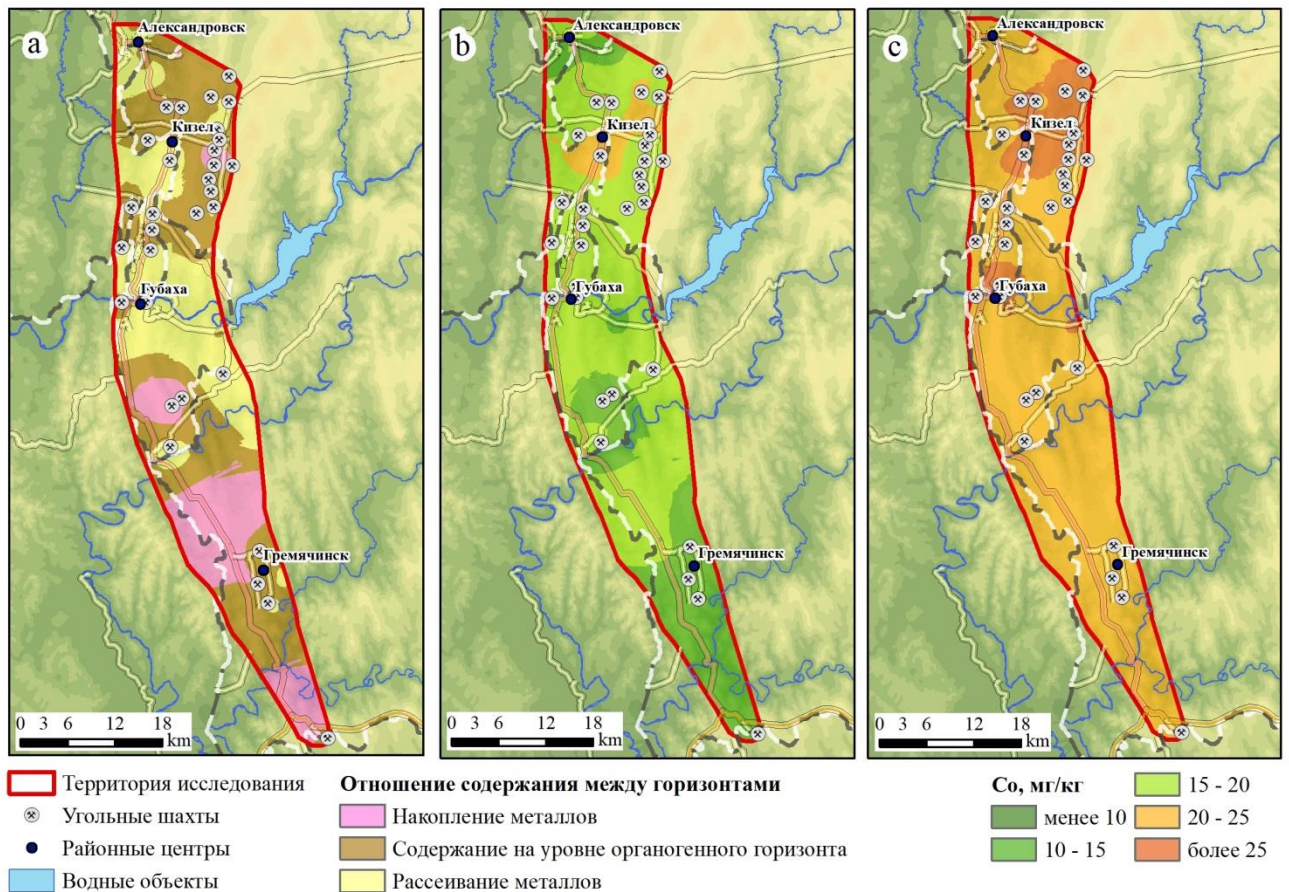 a
Александровск
Кизел
Губаха
Гремячинск
0 3 6 12 18
km
b
Александровск
Кизел
Губаха
Гремячинск
0 3 6 12 18
km
c
Александровск
Кизел
Губаха
Гремячинск
0 3 6 12 18
km
Территория исследования
Угольные шахты
Районные центры
Водные объекты
Отношение содержания между горизонтами
Накопление металлов
Содержание на уровне органогенного горизонта
Рассеивание металлов
Co, мг/кг
менее 10
10 - 15
15 - 20
20 - 25
более 25